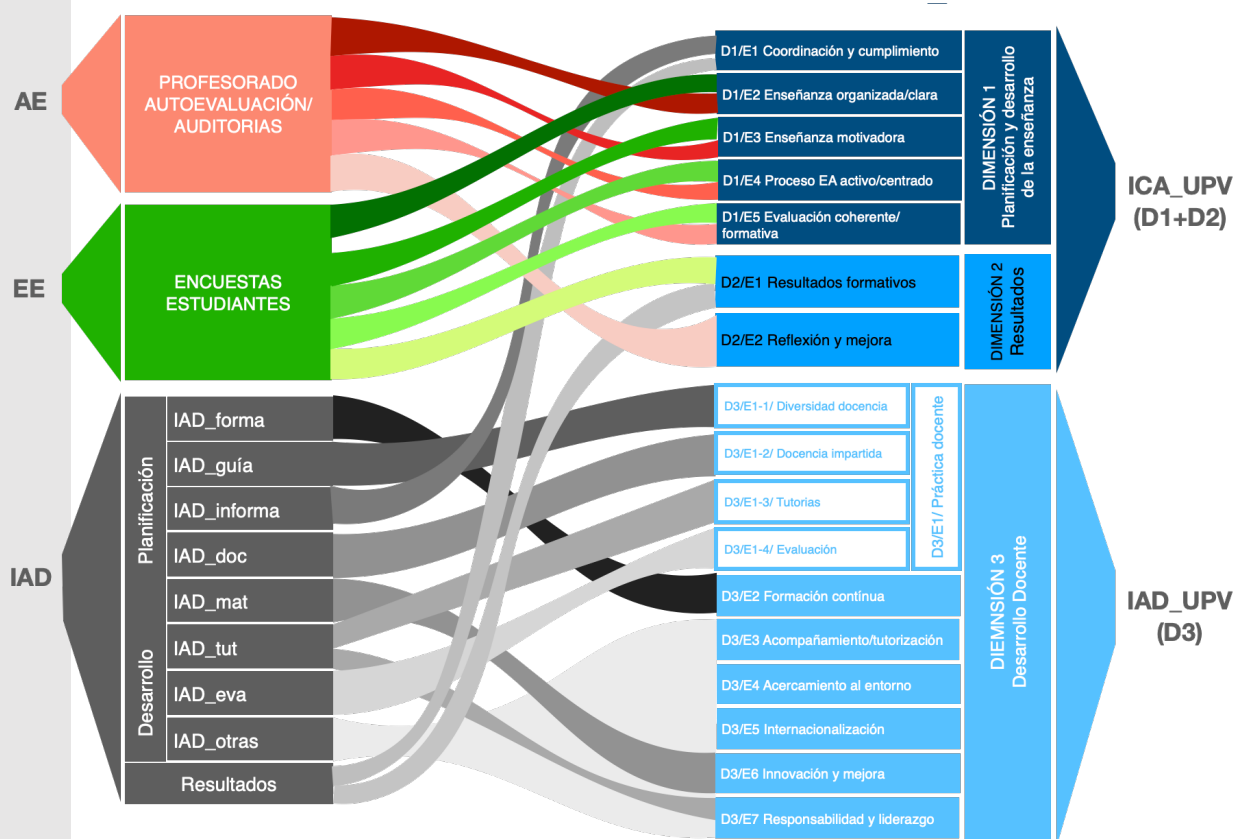 AE
PROFESORADO
AUTOEVALUACIÓN/
AUDITORIAS
EE
ENCUESTAS
ESTUDIANTES
IAD
Planificación
Desarrollo
IAD_forma
IAD_guía
IAD_informa
IAD_doc
IAD_mat
IAD_tut
IAD_eva
IAD_otras
Resultados
D1/E1 Coordinación y cumplimiento
D1/E2 Enseñanza organizada/clara
D1/E3 Enseñanza motivadora
D1/E4 Proceso EA activo/centrado
D1/E5 Evaluación coherente/
formativa
DIMENSIÓN 1
Planificación y desarrollo
de la enseñanza
D2/E1 Resultados formativos
D2/E2 Reflexión y mejora
DIMENSIÓN 2
Resultados
ICA_UPV
(D1+D2)
D3/E1-1/ Diversidad docencia
D3/E1-2/ Docencia impartida
D3/E1-3/ Tutorias
D3/E1-4/ Evaluación
D3/E1/ Práctica docente
D3/E2 Formación contínua
D3/E3 Acompañamiento/tutorización
D3/E4 Acercamiento al entorno
D3/E5 Internacionalización
D3/E6 Innovación y mejora
D3/E7 Responsabilidad y liderazgo
DIEMNSIÓN 3
Desarrollo Docente
IAD_UPV
(D3)